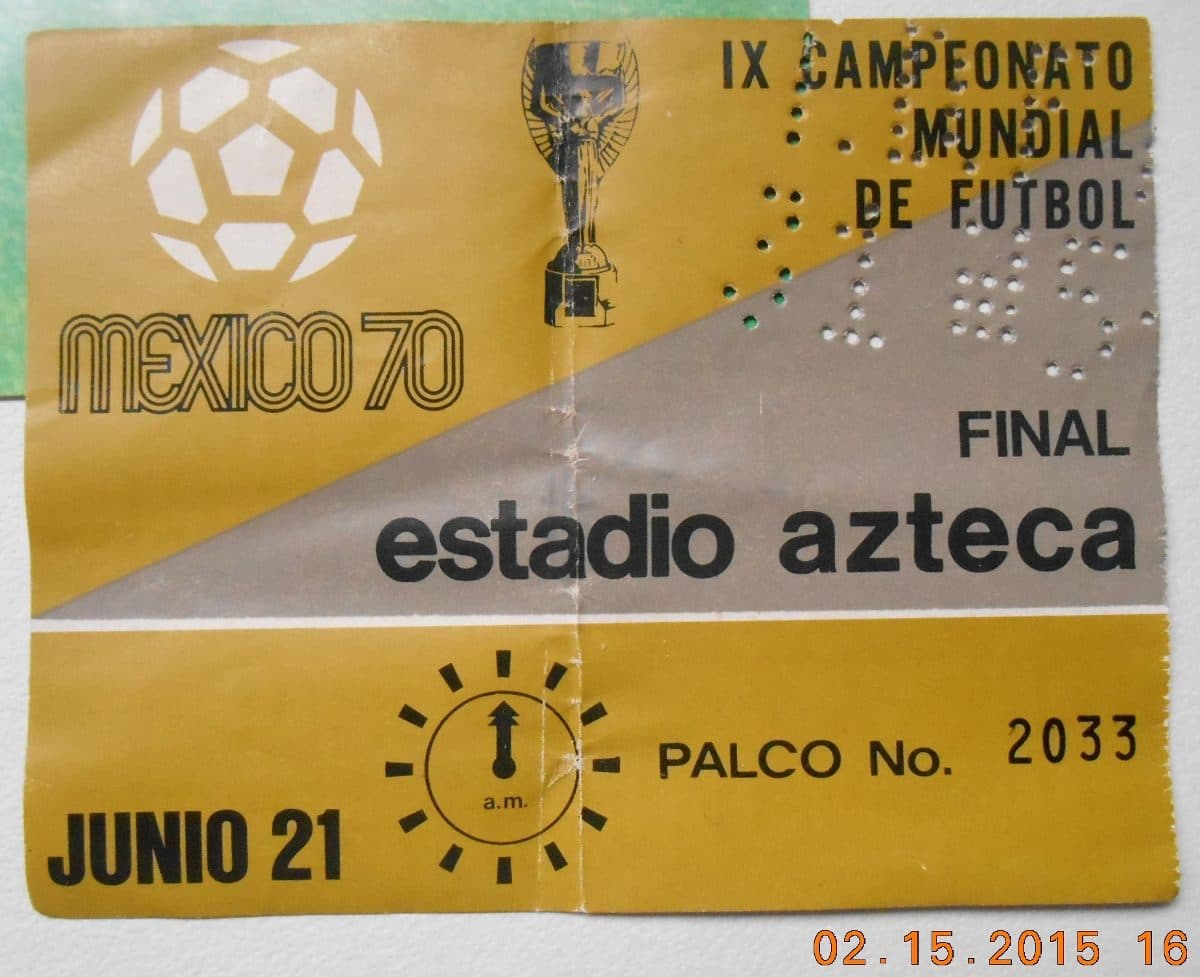 IX CAMPEONATO
MUNDIAL
DE FUTBOL
MEXICO 70
FINAL
estadio azteca
a.m.
PALCO No. 2033
JUNIO 21
02.15.2015 16